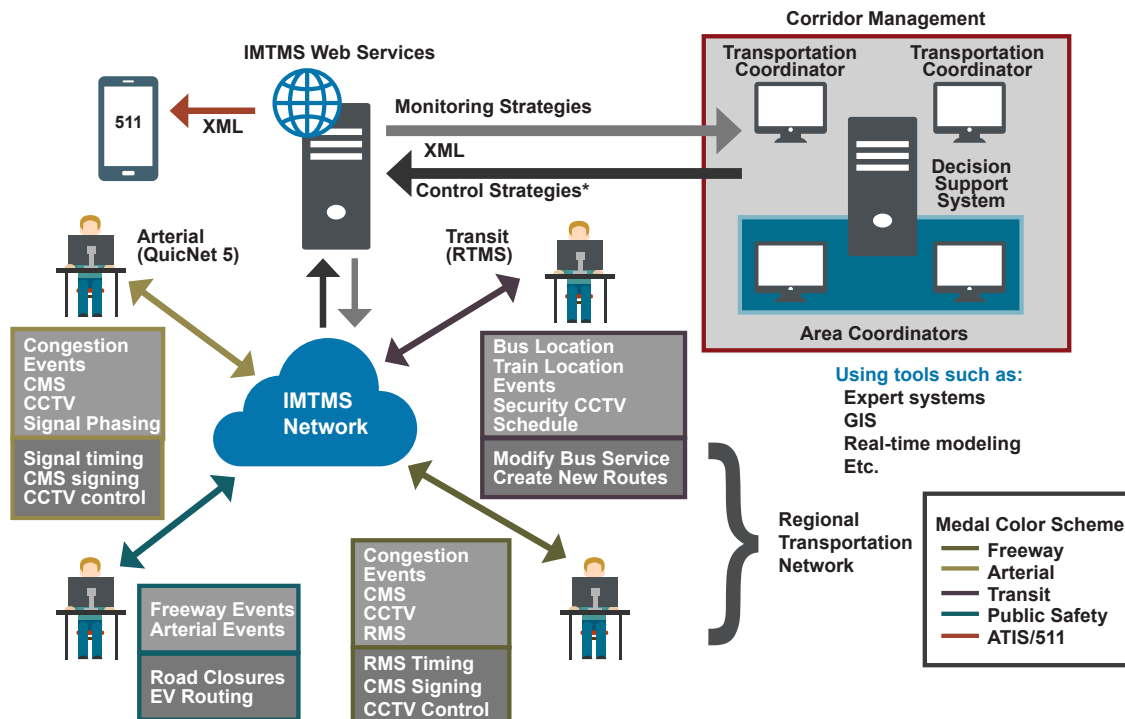 Corridor Management
IMTMS Web Services
511
XML
Monitoring Strategies
XML
Control Strategies*
Transportation
Coordinator
Transportation
Coordinator
Decision
Support
System
Area Coordinators
Using tools such as:
Expert systems
GIS
Real-time modeling
Etc.
Arterial
(QuicNet 5)
Congestion
Events
CMS
CCTV
Signal Phasing
Signal timing
CMS signing
CCTV control
IMTMS
Network
Transit
(RTMS)
Bus Location
Train Location
Events
Security CCTV
Schedule
Modify Bus Service
Create New Routes
Freeway Events
Arterial Events
Road Closures
EV Routing
Congestion
Events
CMS
CCTV
RMS
RMS Timing
CMS Signing
CCTV Control
Regional
Transportation
Network
Medal Color Scheme
Freeway
Arterial
Transit
Public Safety
ATIS/511